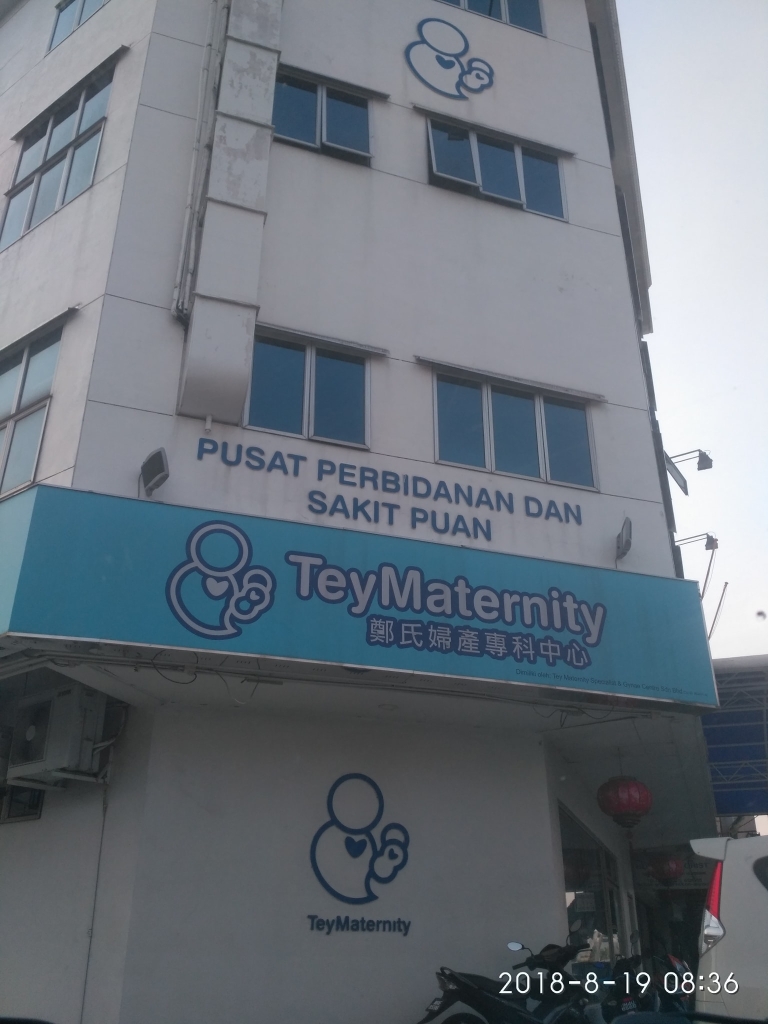 PUSAT PERBIDANAN DAN
SAKIT PUAN
TeyMaternity
鄭氏婦產專科中心
TeyMaternity
2018-8-19 08:36